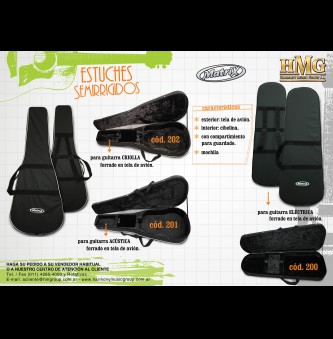 ESTUCHES
SEMIRRIGIDOS
MatriX
HMG
características
exterior: tela de avión.
interior: cibelina.
con compartimiento
para guardado.
mochila
cód. 202
para guitarra CRIOLLA
forrado en tela de avión.
cód. 201
para guitarra ACÚSTICA
forrado en tela de avión.
para guitarra ELÉCTRICA
forrado en tela de avión.
cód. 200
HAGA SU PEDIDO A SU VENDEDOR HABITUAL
O A NUESTRO CENTRO DE ATENCIÓN AL CLIENTE